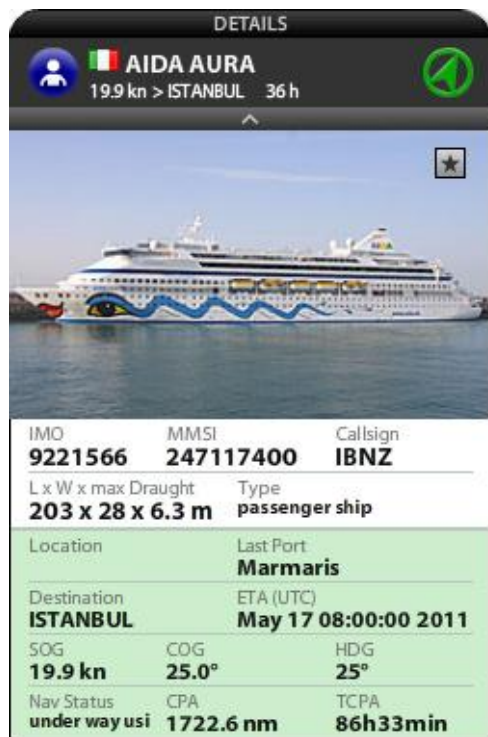 DETAILS
AIDA AURA
19.9 kn > ISTANBUL 36 h
IMO MMSI Callsign
9221566 247117400 IBNZ
L x W x max Draught Type
203 x 28 x 6.3 m passenger ship
Location Last Port
Marmaris
Destination ETA (UTC)
ISTANBUL May 17 08:00:00 2011
SOG COG HDG
19.9 kn 25.0° 25°
Nav Status CPA TCPA
under way usi 1722.6 nm 86h33min